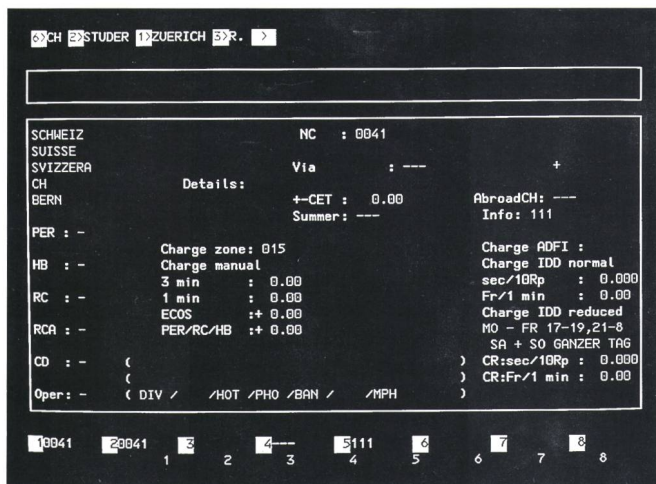 6>CH 2>STUDER 1>ZUERICH 5>R. >
SCHWEIZ NC : 0041
SUISSE
SVIZZERA Via : --- +
CH Details:
BERN +-CET : 0.00 AbroadCH: ---
Summer: --- Info: 111
PER : -
Charge zone: 015 Charge ADFI :
HB : - Charge manual Charge IDD normal
3 min : 0.00 sec/10Rp : 0.000
RC : - 1 min : 0.00 Fr/1 min : 0.00
ECOS :+ 0.00 Charge IDD reduced
RCA : - PER/RC/HB :+ 0.00 MO - FR 17-19,21-8
SA + SO GANZER TAG
CD : - ( ) CR:sec/10Rp : 0.000
( ) CR:Fr/1 min : 0.00
Oper: - ( DIV / /HOT /PHO /BAN / /MPH )
10041 20041 3 4--- 5111 6 7 8
1 2 3 4 5 6 7 8